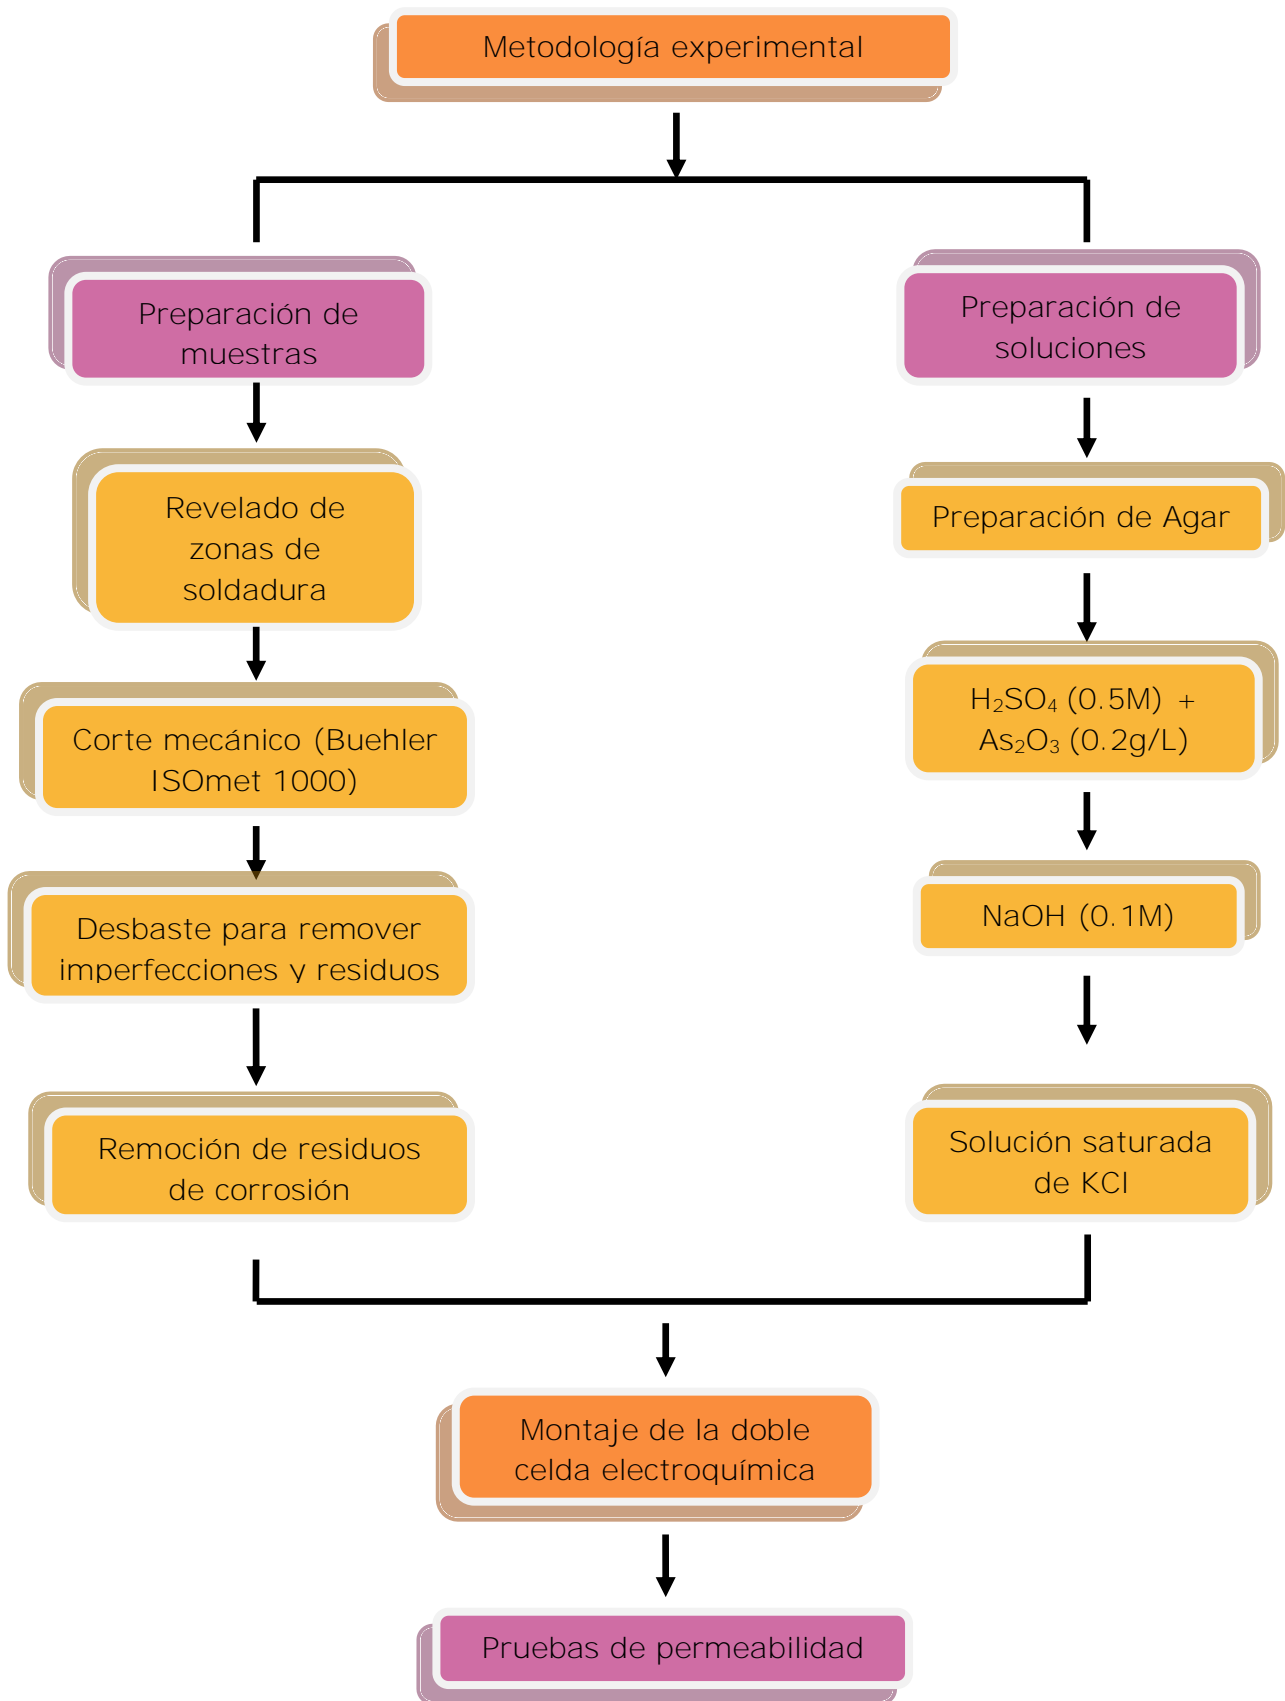 Metodología experimental
Preparación de
muestras
Revelado de
zonas de
soldadura
Corte mecánico (Buehler
ISOmet 1000)
Desbaste para remover
imperfecciones y residuos
Remoción de residuos
de corrosión
Preparación de
soluciones
Preparación de Agar
H₂SO₄ (0.5M) +
As₂O₃ (0.2g/L)
NaOH (0.1M)
Solución saturada
de KCl
Montaje de la doble
celda electroquímica
Pruebas de permeabilidad